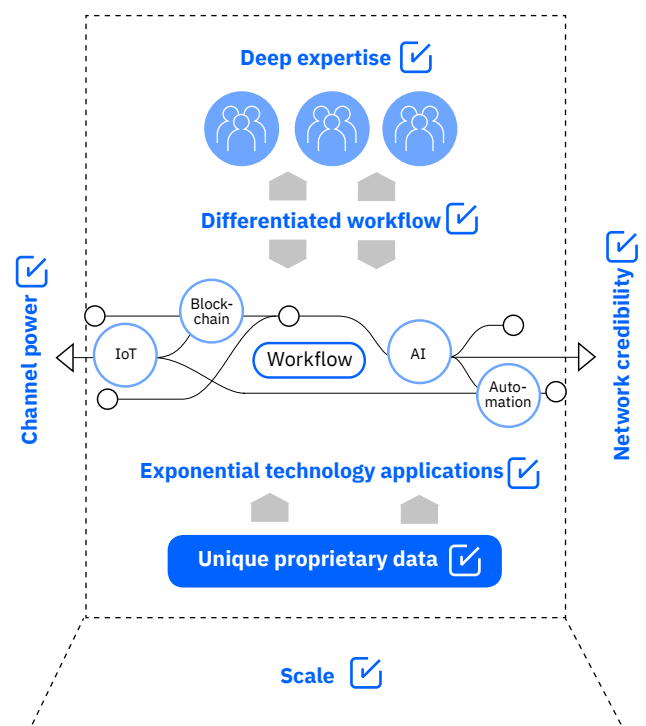 Deep expertise
Differentiated workflow
Channel power
Network credibility
Block-
chain
IoT
Workflow
AI
Auto-
mation
Exponential technology applications
Unique proprietary data
Scale